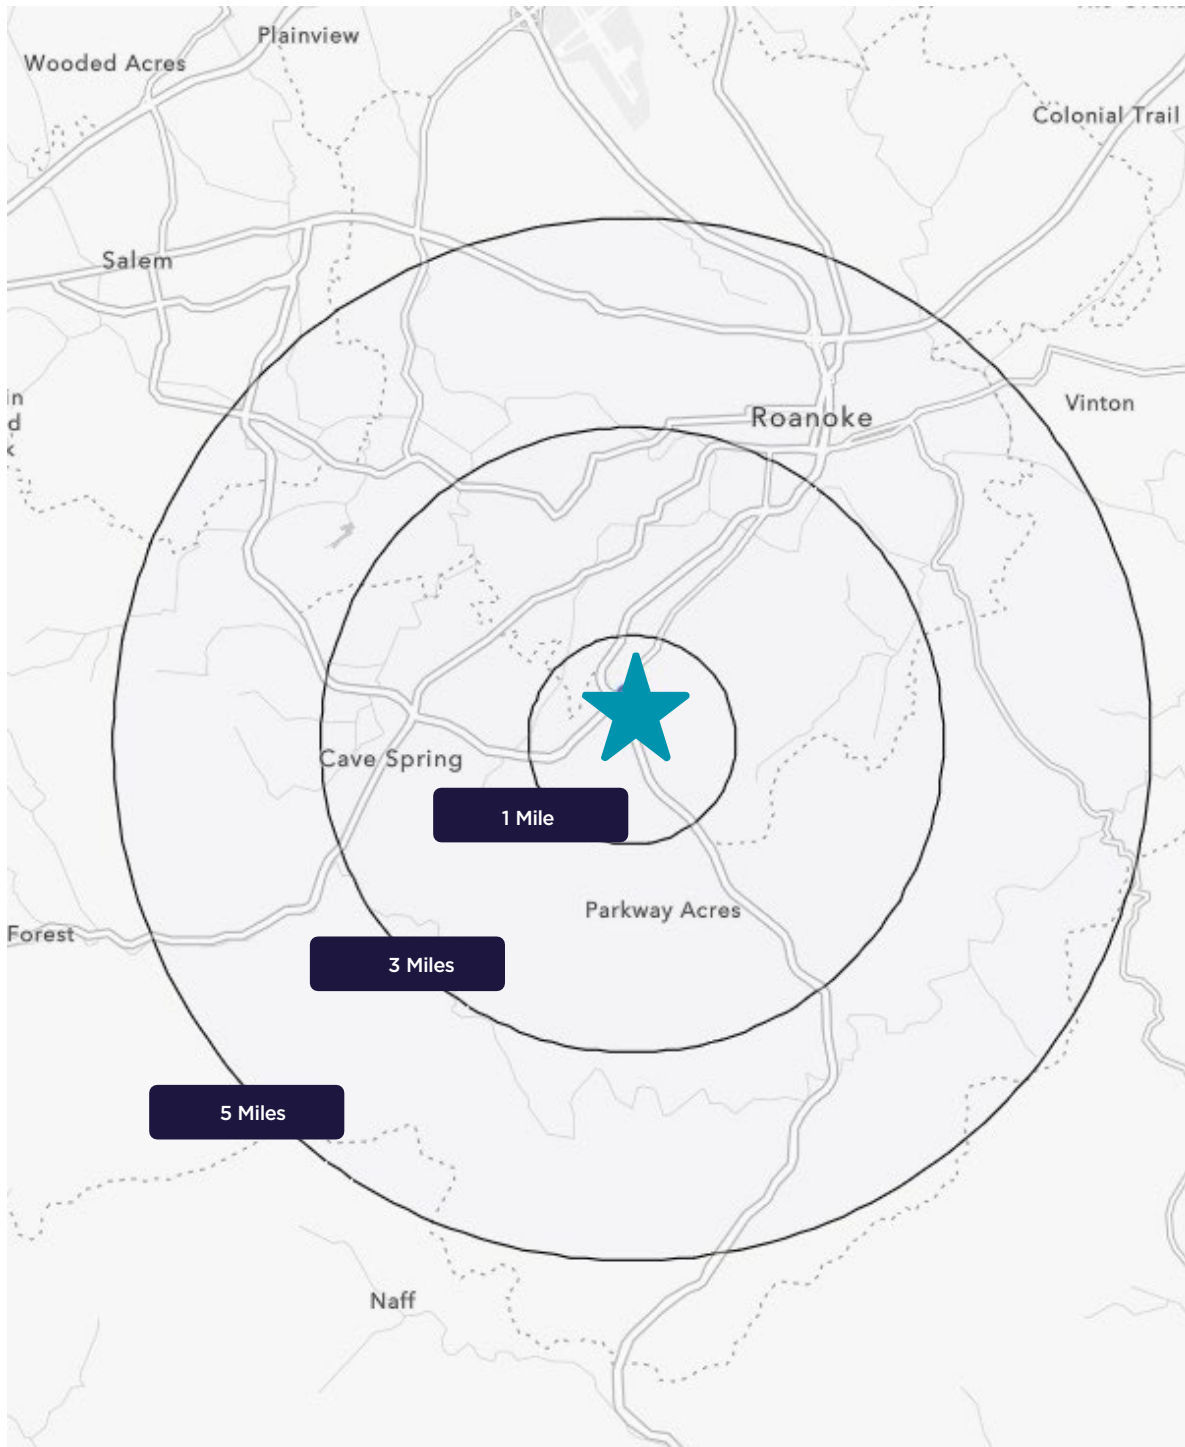 Plainview
Wooded Acres
Colonial Trail
Salem
in
d
Vinton
Roanoke
Cave Spring
1 Mile
Parkway Acres
Forest
3 Miles
5 Miles
Naff